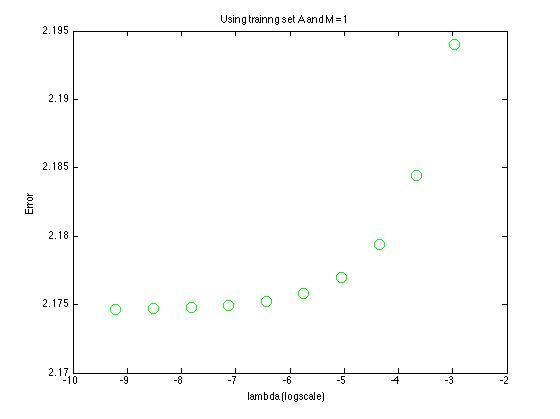 Using trainng set A and M = 1
2.195
2.19
2.185
2.18
2.175
2.17
Error
-10 -9 -8 -7 -6 -5 -4 -3 -2
lambda(logscale)